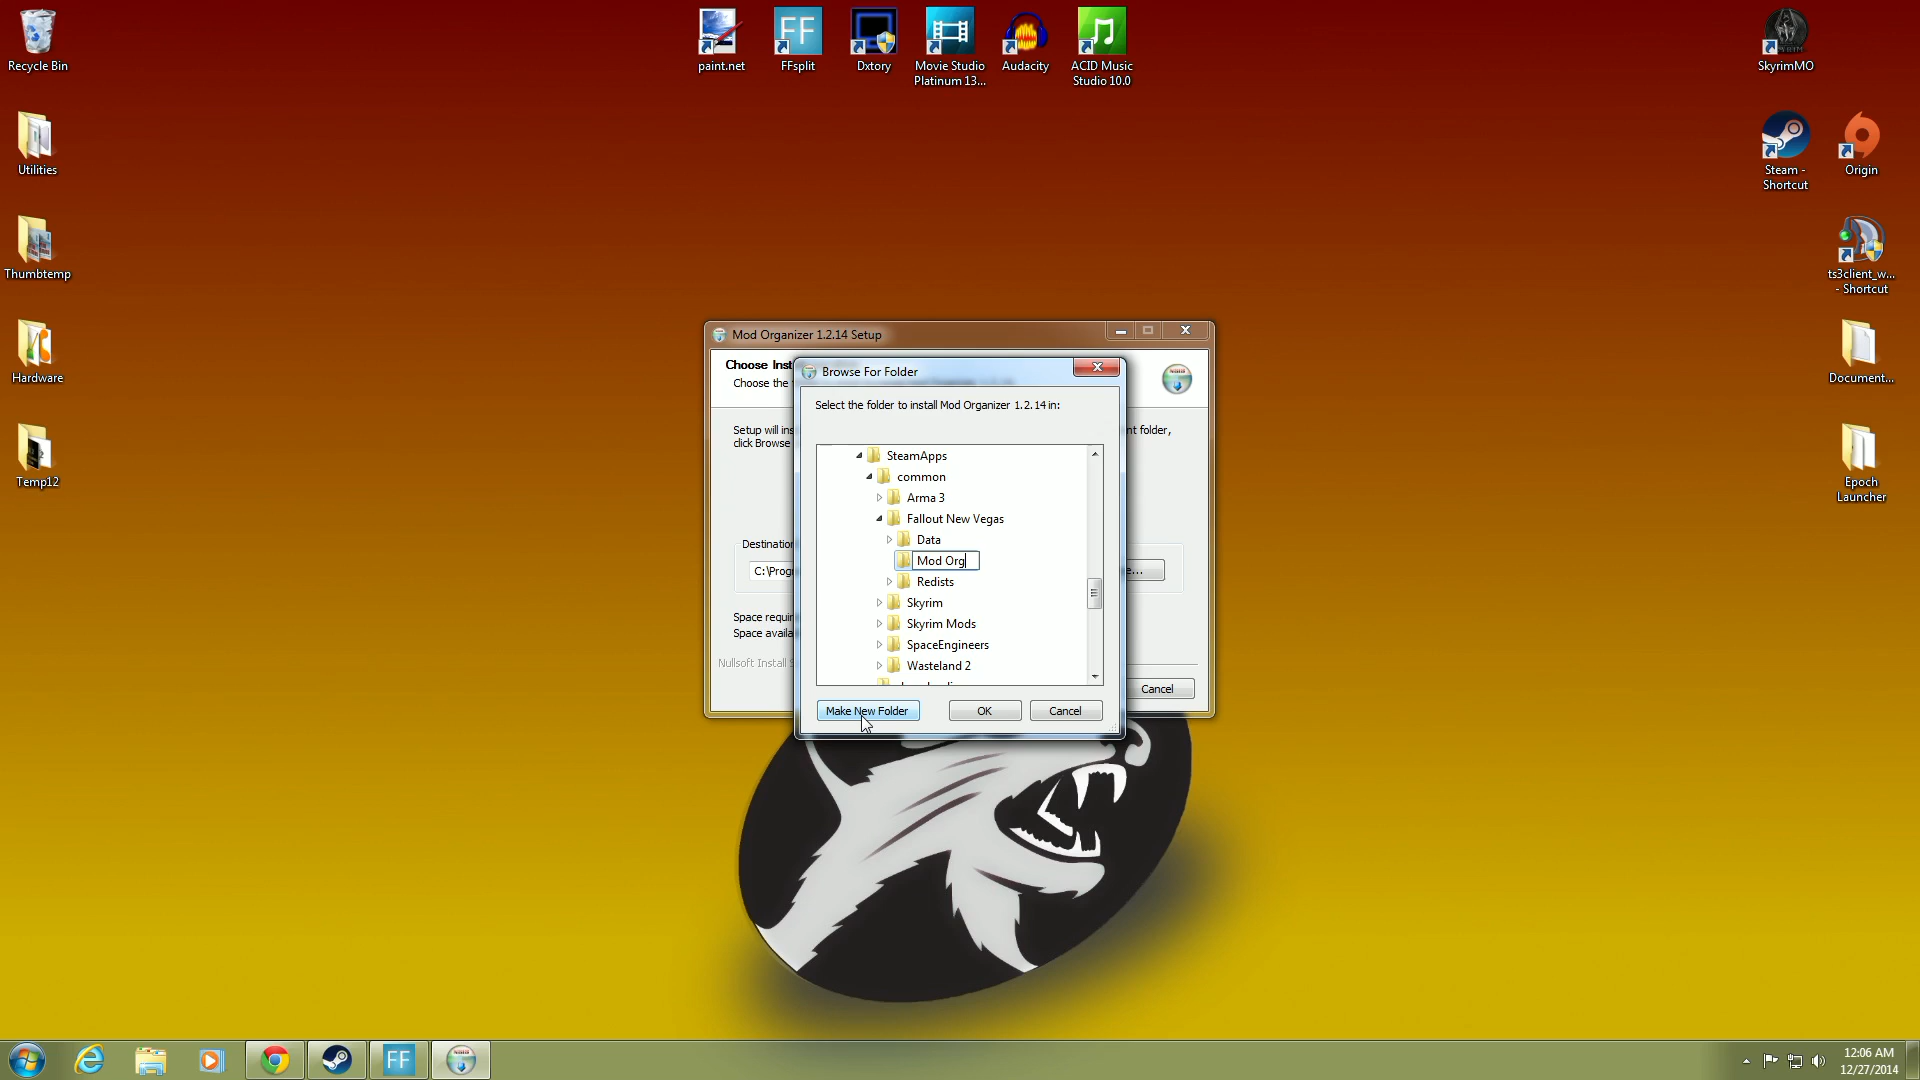 Recycle Bin
Utilities
Thumbtemp
Hardware
Temp12
paint.net
FFsplit
Dxtory
Movie Studio
Platinum 13...
Audacity
ACID Music
Studio 10.0
SkyrimMO
Steam -
Shortcut
Origin
ts3client_w...
- Shortcut
Document...
Epoch
Launcher
Mod Organizer 1.2.14 Setup
Choose Inst
Choose the
Setup will ins
nt folder,
click Browse
Destination
C:\Prog
e...
Space requir
Space availa
Nullsoft Install S
Cancel
Browse For Folder
Select the folder to install Mod Organizer 1.2.14 in:
SteamApps
common
Arma 3
Fallout New Vegas
Data
Mod Org
Redists
Skyrim
Skyrim Mods
SpaceEngineers
Wasteland 2
Make New Folder
OK
Cancel
FF
12:06 AM
12/27/2014